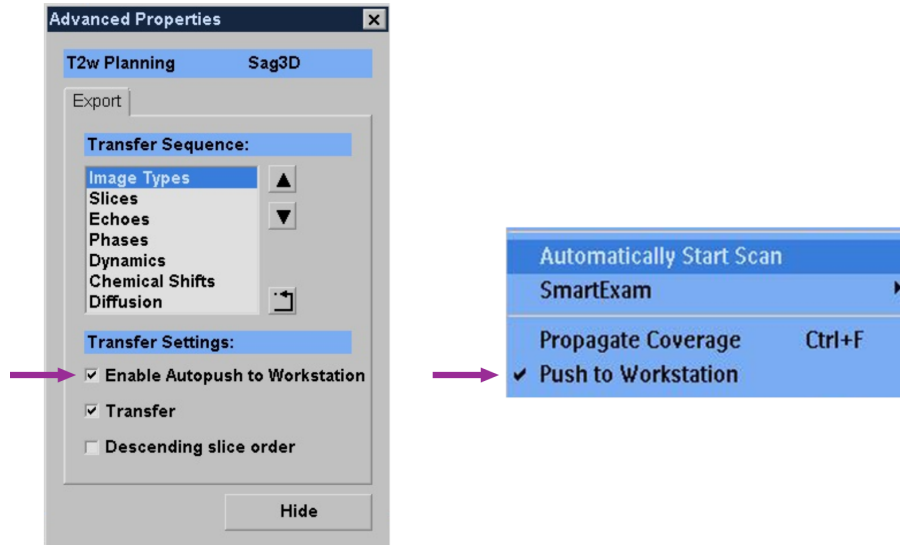 Advanced Properties
T2w Planning Sag3D
Export
Transfer Sequence:
Image Types
Slices
Echoes
Phases
Dynamics
Chemical Shifts
Diffusion
Transfer Settings:
Enable Autopush to Workstation
Transfer
Descending slice order
Hide
Automatically Start Scan
SmartExam
Propagate Coverage Ctrl+F
Push to Workstation